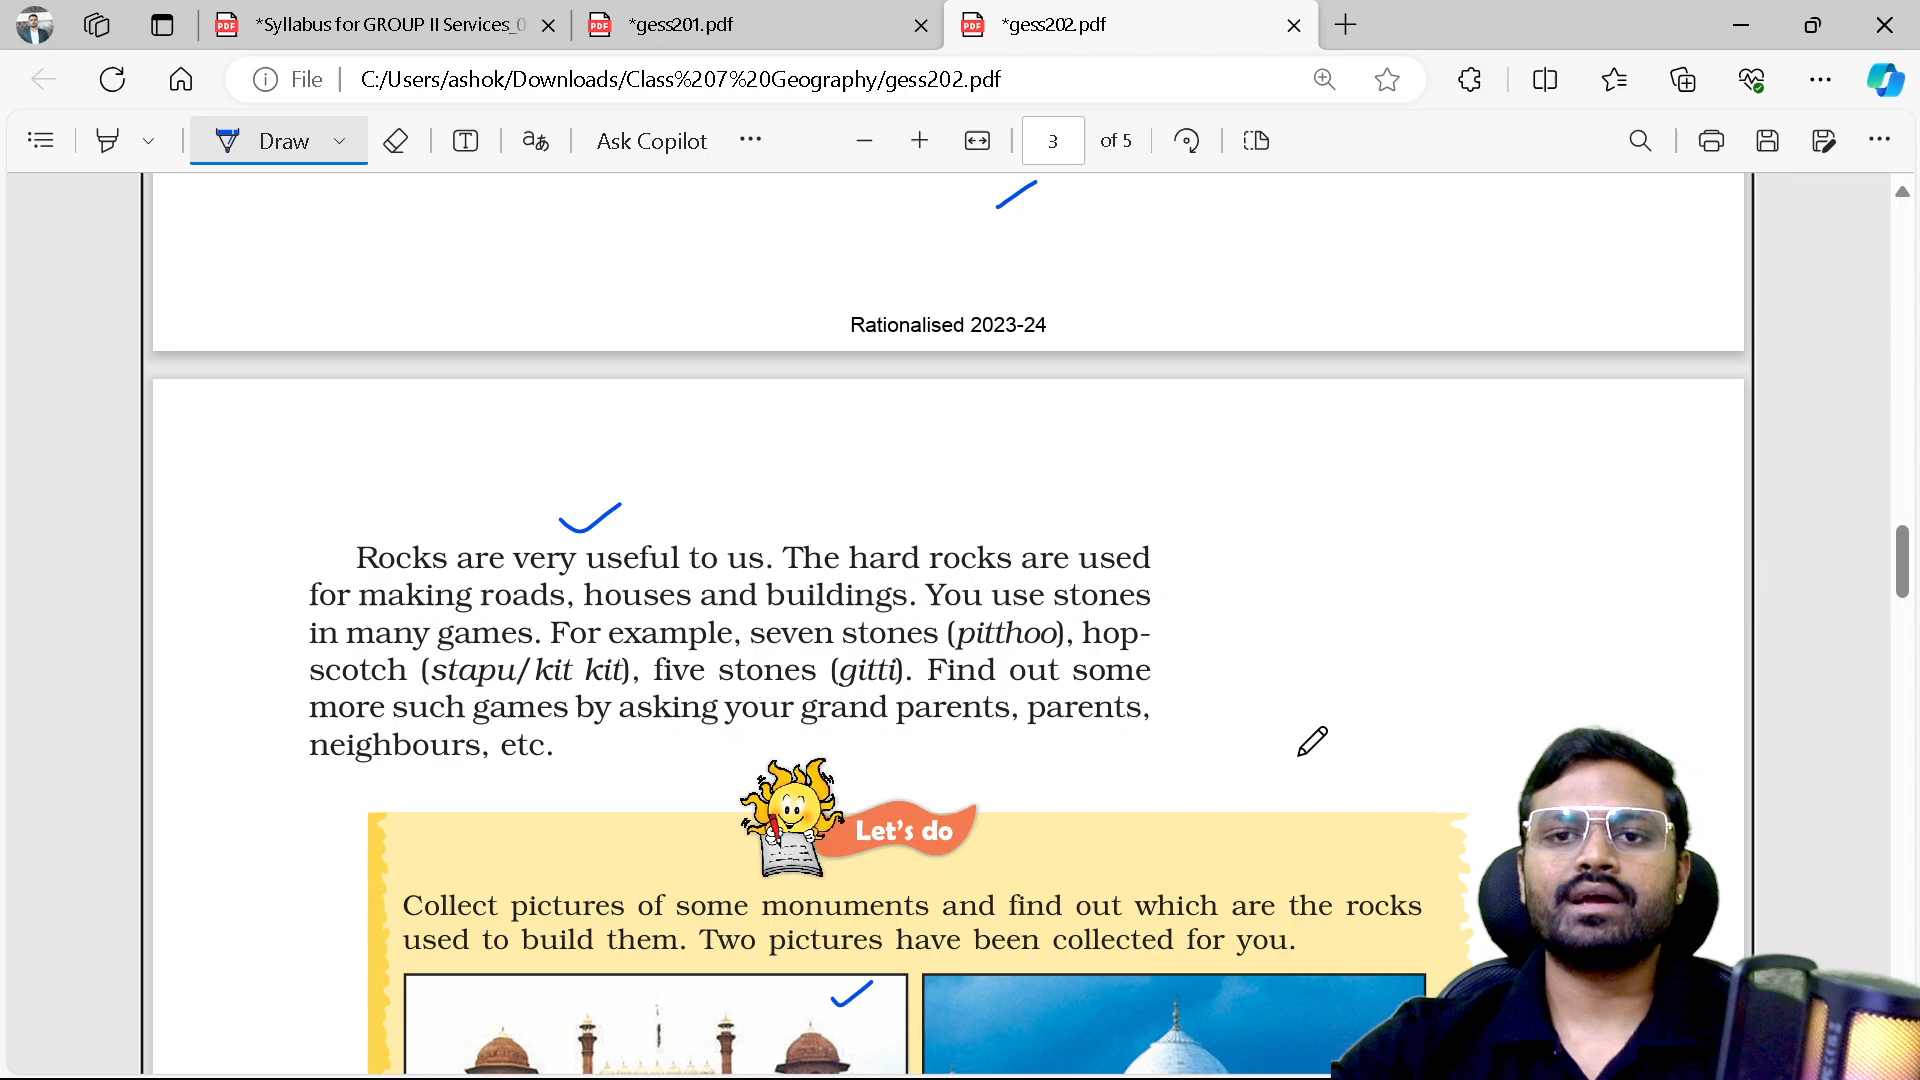 *Syllabus for GROUP II Services_0
*gess201.pdf
*gess202.pdf
File
C:/Users/ashok/Downloads/Class%207%20Geography/gess202.pdf
Draw
Ask Copilot
3 of 5
Rationalised 2023-24
Rocks are very useful to us. The hard rocks are used
for making roads, houses and buildings. You use stones
in many games. For example, seven stones (pitthoo), hop-
scotch (stapu/kit kit), five stones (gitti). Find out some
more such games by asking your grand parents, parents,
neighbours, etc.
Let's do
Collect pictures of some monuments and find out which are the rocks
used to build them. Two pictures have been collected for you.